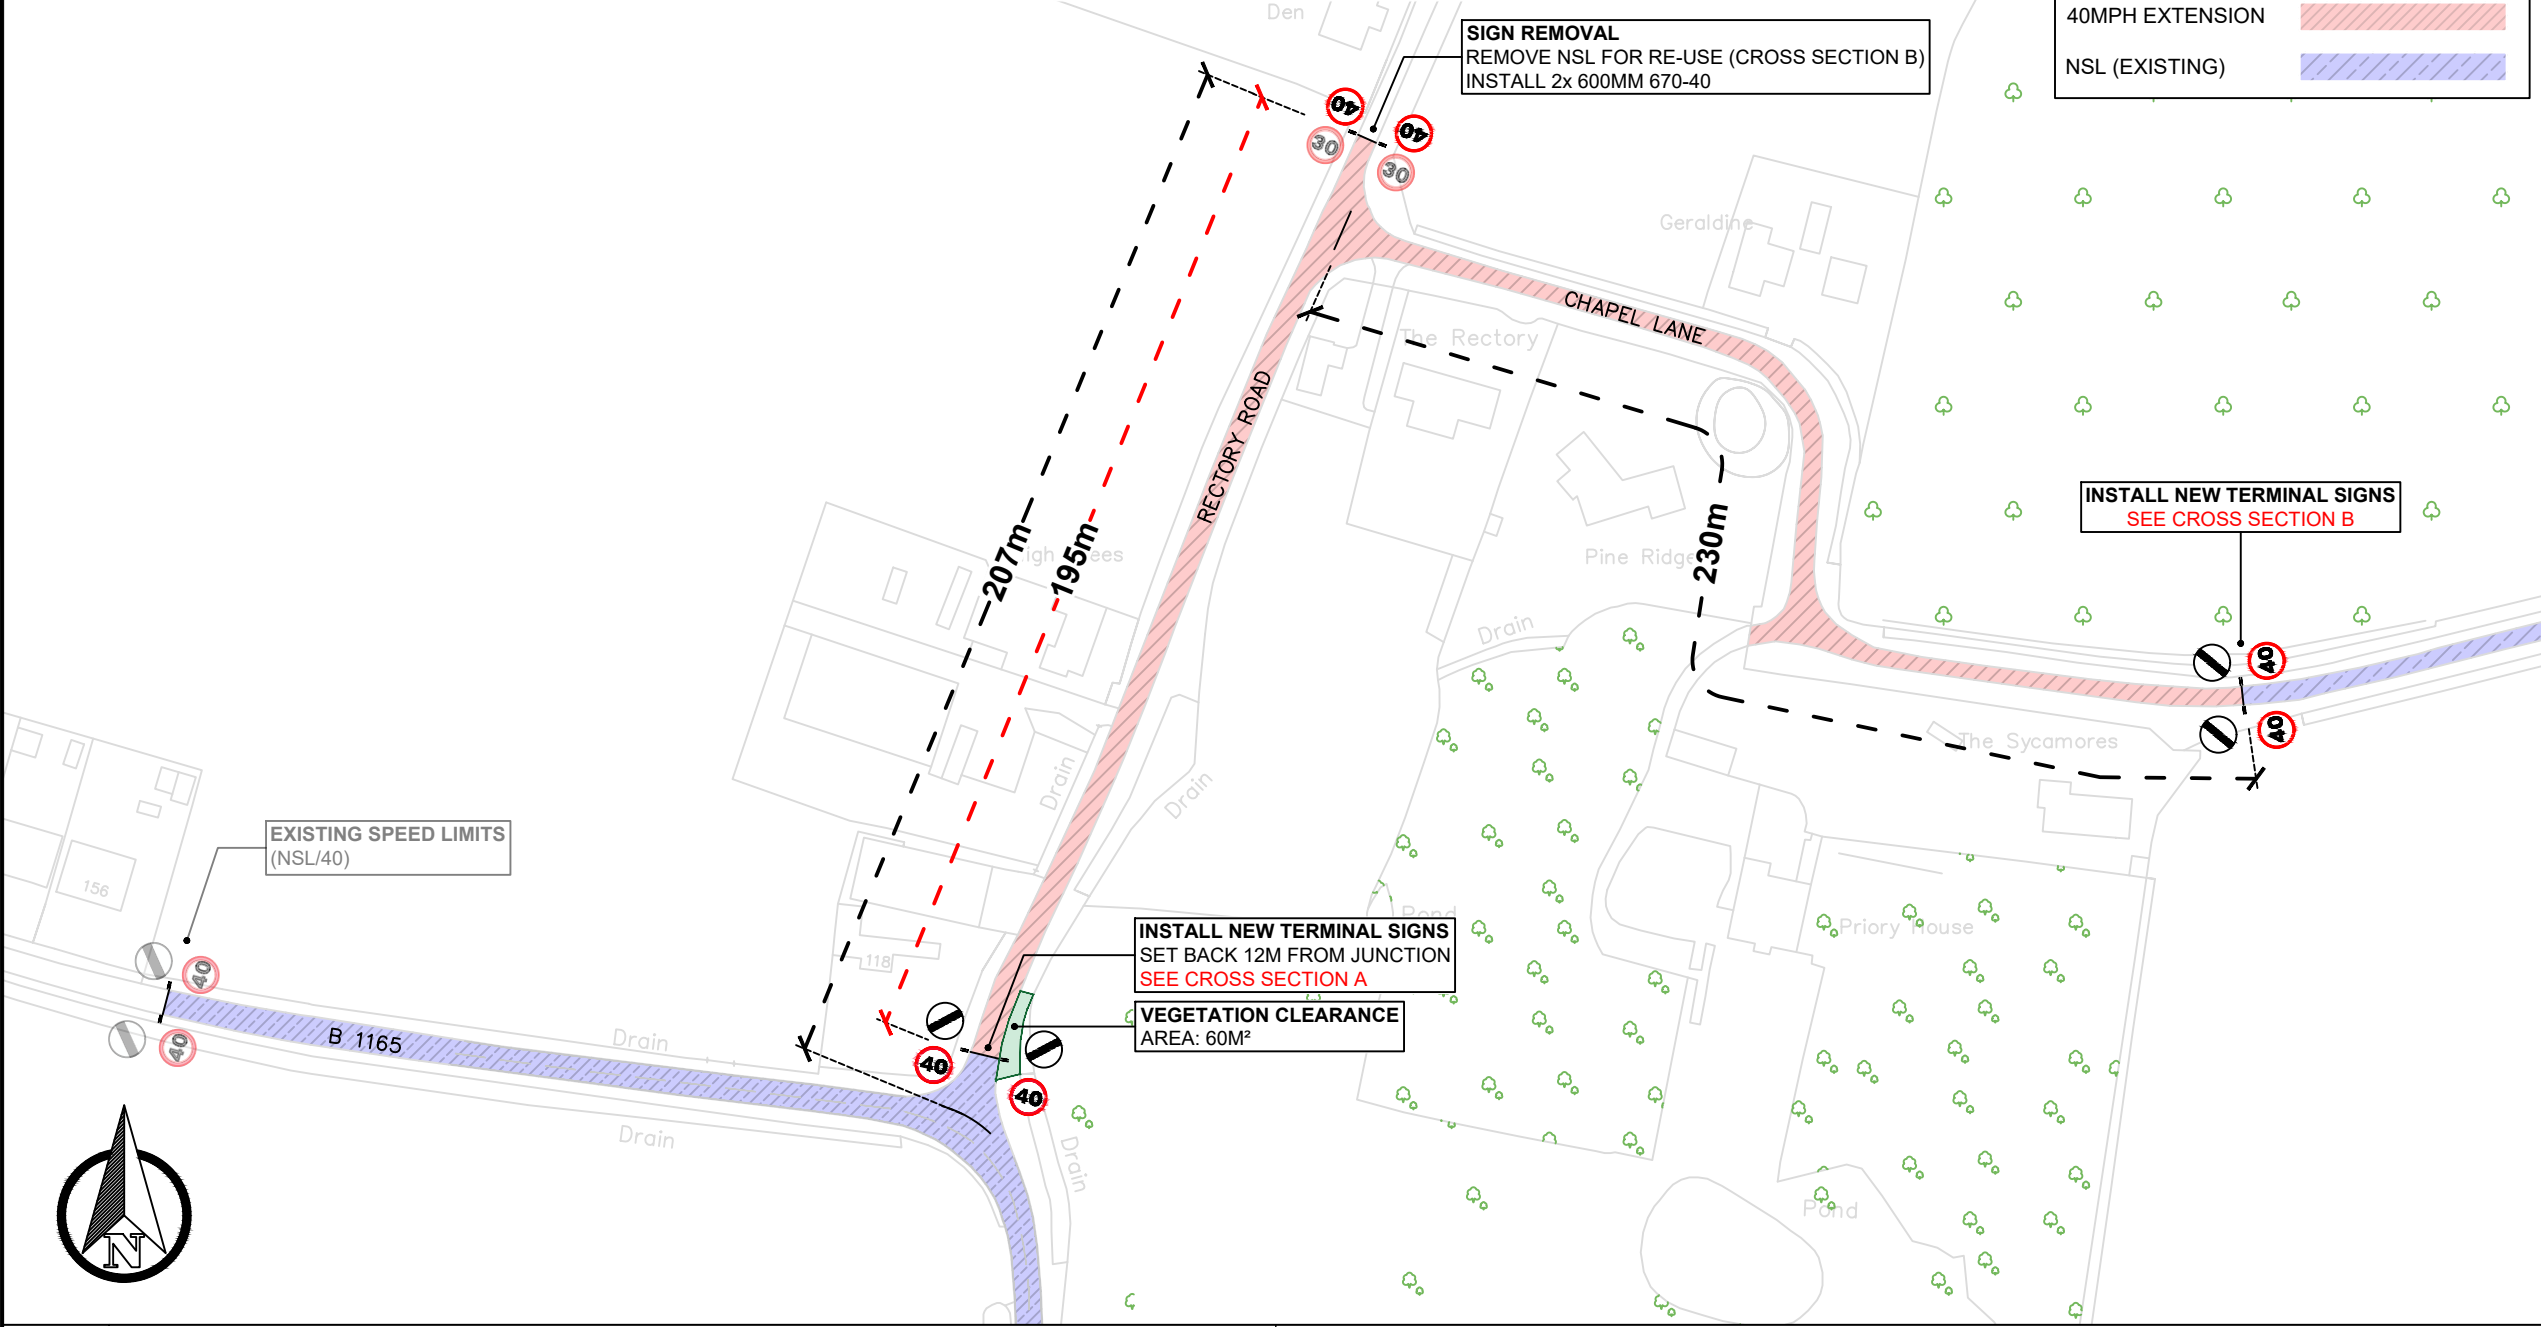 Den
SIGN REMOVAL
REMOVE NSL FOR RE-USE (CROSS SECTION B)
INSTALL 2x 600MM 670-40
40MPH EXTENSION
NSL (EXISTING)
40
40
30
30
Geraldine
CHAPEL LANE
The Rectory
RECTORY ROAD
INSTALL NEW TERMINAL SIGNS
SEE CROSS SECTION B
207m
195m
230m
Pine Ridge
Drain
40
40
The Sycamores
Drain
Drain
EXISTING SPEED LIMITS
(NSL/40)
156
Pond
Priory House
INSTALL NEW TERMINAL SIGNS
SET BACK 12M FROM JUNCTION
SEE CROSS SECTION A
118
40
40
VEGETATION CLEARANCE
AREA: 60M²
B 1165
Drain
40
40
Drain
Drain
Pond
N